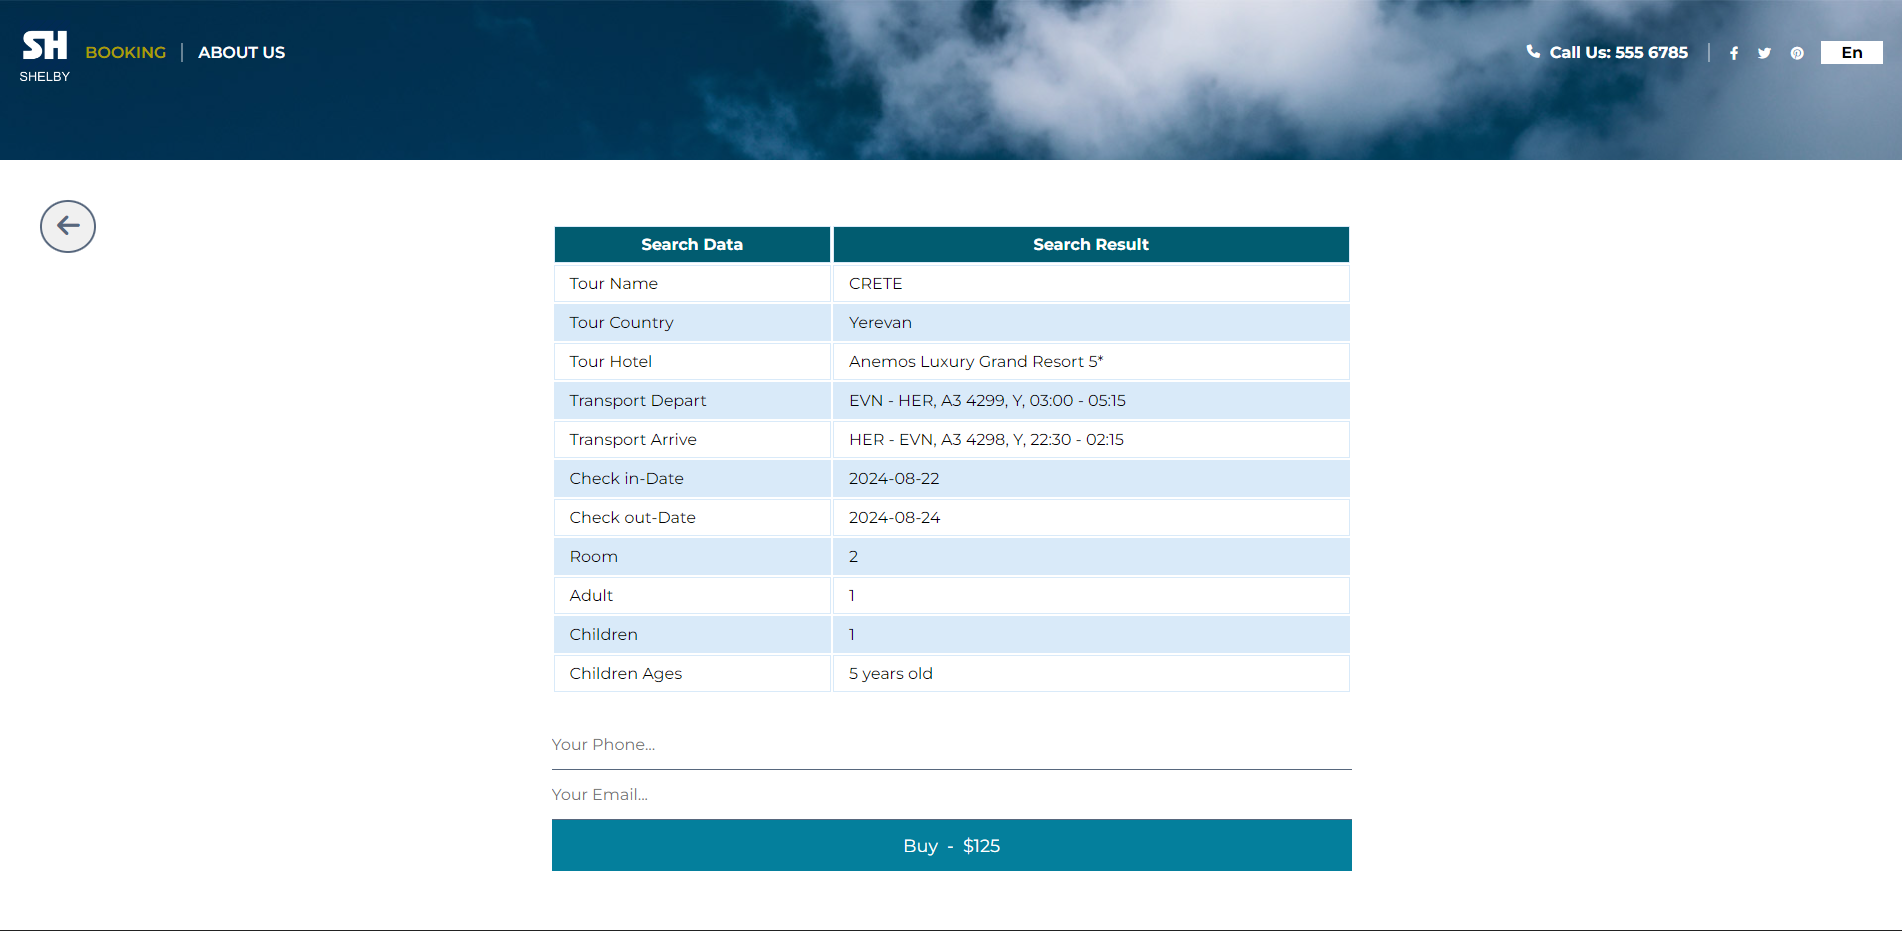 SH
SHELBY
BOOKING | ABOUT US
Call Us: 555 6785
En
Search Data Search Result
Tour Name CRETE
Tour Country Yerevan
Tour Hotel Anemos Luxury Grand Resort 5*
Transport Depart EVN - HER, A3 4299, Y, 03:00 - 05:15
Transport Arrive HER - EVN, A3 4298, Y, 22:30 - 02:15
Check in-Date 2024-08-22
Check out-Date 2024-08-24
Room 2
Adult 1
Children 1
Children Ages 5 years old
Your Phone...
Your Email...
Buy - $125